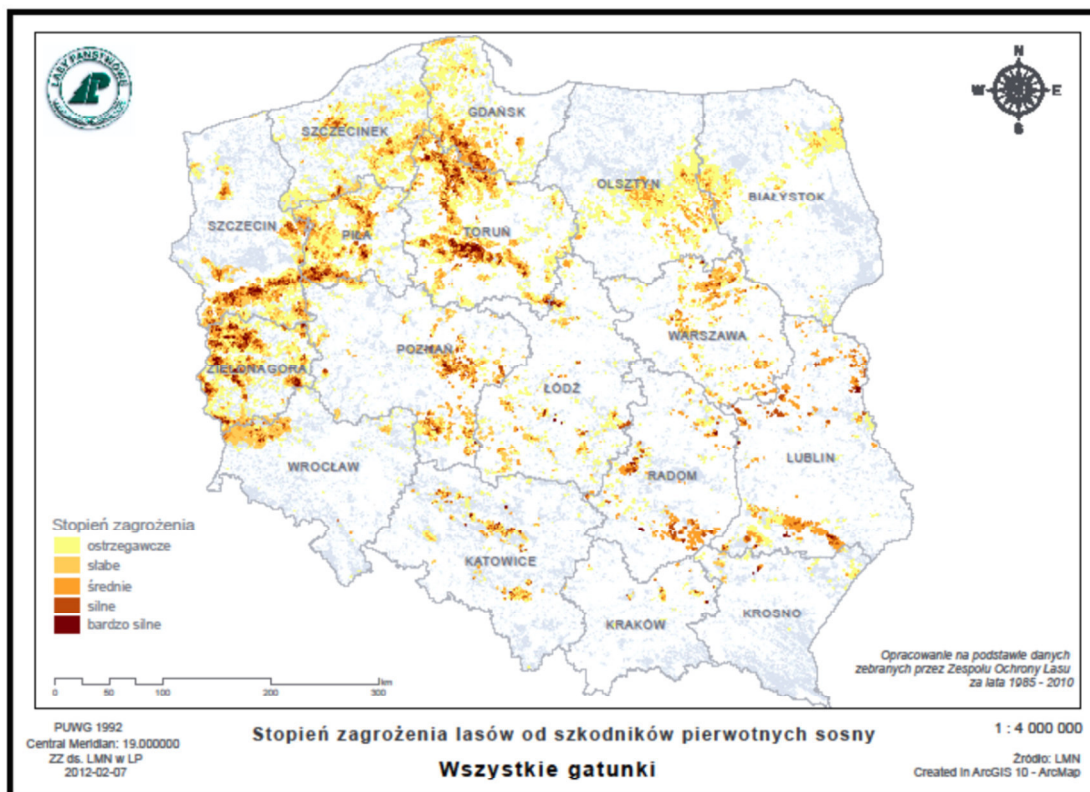 LASY PAŃSTWOWE
N
W E
S
GDAŃSK
SZCZECINEK
OLSZTYN
BIAŁYSTOK
SZCZECIN
PIŁA
TORUŃ
WARSZAWA
POZNAŃ
ZIELONA GÓRA
ŁÓDŹ
LUBLIN
WROCŁAW
RADOM
KATOWICE
KRAKÓW
KROSNO
Stopień zagrożenia
ostrzegawcze
słabe
średnie
silne
bardzo silne
0 50 100 200 300 km
Opracowanie na podstawie danych
zebranych przez Zespołu Ochrony Lasu
za lata 1985 - 2010
PUWG 1992
Central Meridian: 19.000000
ZZ ds. LMN w LP
2012-02-07
Stopień zagrożenia lasów od szkodników pierwotnych sosny
Wszystkie gatunki
1 : 4 000 000
Źródło: LMN
Created in ArcGIS 10 - ArcMap